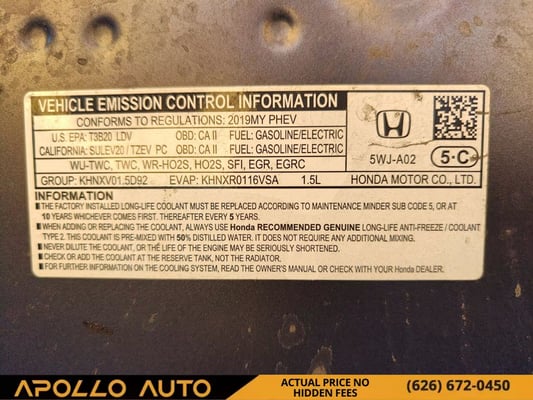 VEHICLE EMISSION CONTROL INFORMATION
CONFORMS TO REGULATIONS: 2019MY PHEV
U.S. EPA: T3B20 LDV OBD: CA II FUEL: GASOLINE/ELECTRIC
CALIFORNIA: SULEV20 / TZEV PC OBD: CA II FUEL: GASOLINE/ELECTRIC
WU-TWC, TWC, WR-HO2S, HO2S, SFI, EGR, EGRC
GROUP: KHNXV01.5D92 EVAP: KHNXR0116VSA 1.5L
5WJ-A02 5·C
HONDA MOTOR CO., LTD.
INFORMATION
■ THE FACTORY INSTALLED LONG-LIFE COOLANT MUST BE REPLACED ACCORDING TO MAINTENANCE MINDER SUB CODE 5, OR AT
10 YEARS WHICHEVER COMES FIRST. AFTER FIRST REPLACEMENT, REPLACE EVERY 5 YEARS.
■ WHEN ADDING OR REPLACING THE COOLANT, ALWAYS USE Honda RECOMMENDED GENUINE LONG-LIFE ANTI-FREEZE / COOLANT
TYPE 2. THIS COOLANT IS PRE-MIXED WITH 50% DISTILLED WATER. IT DOES NOT REQUIRE ANY ADDITIONAL MIXING.
■ NEVER DILUTE THE COOLANT, OR THE LIFE OF THE ENGINE MAY BE SERIOUSLY SHORTENED.
■ CHECK OR ADD COOLANT AT THE RESERVE TANK, NOT THE RADIATOR.
■ FOR FURTHER INFORMATION ON THE COOLING SYSTEM, READ THE OWNER'S MANUAL OR CHECK WITH YOUR Honda DEALER.
APOLLO AUTO
ACTUAL PRICE NO
HIDDEN FEES
(626) 672-0450